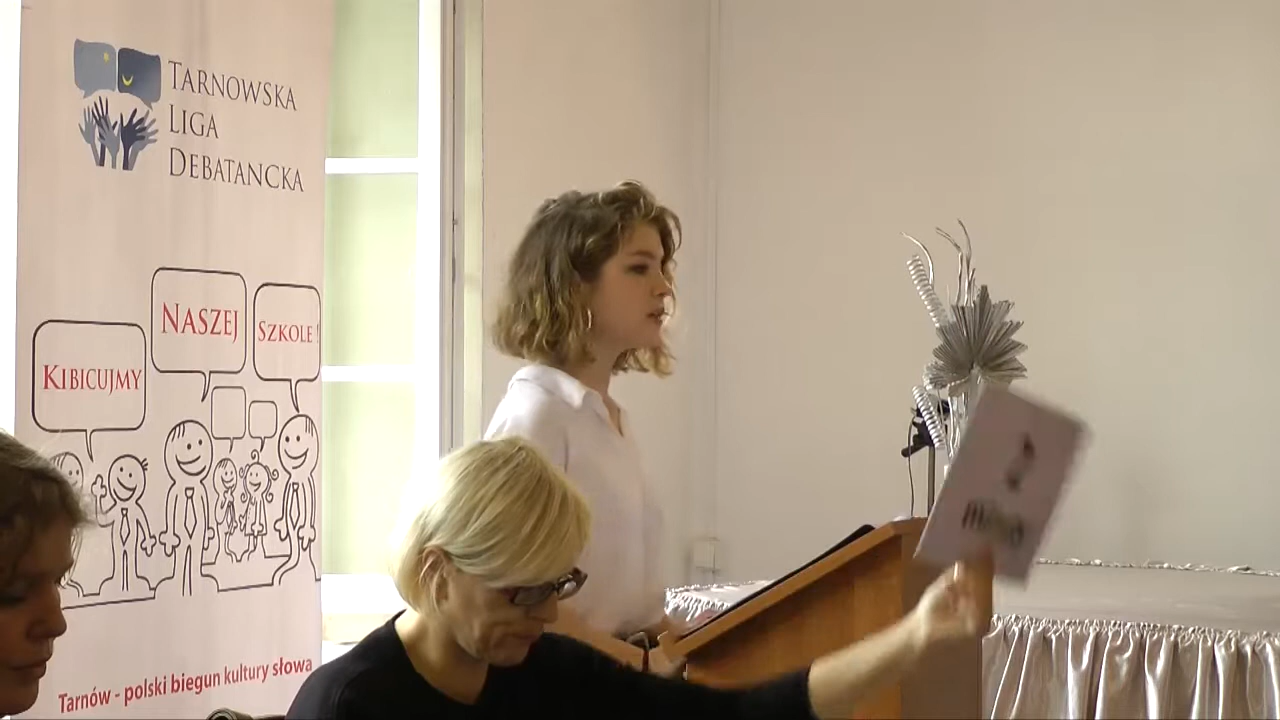 TARNOWSKA
LIGA
DEBATANCKA
KIBICUJMY
NASZEJ
SZKOLE !
Tarnów - polski biegun kultury słowa